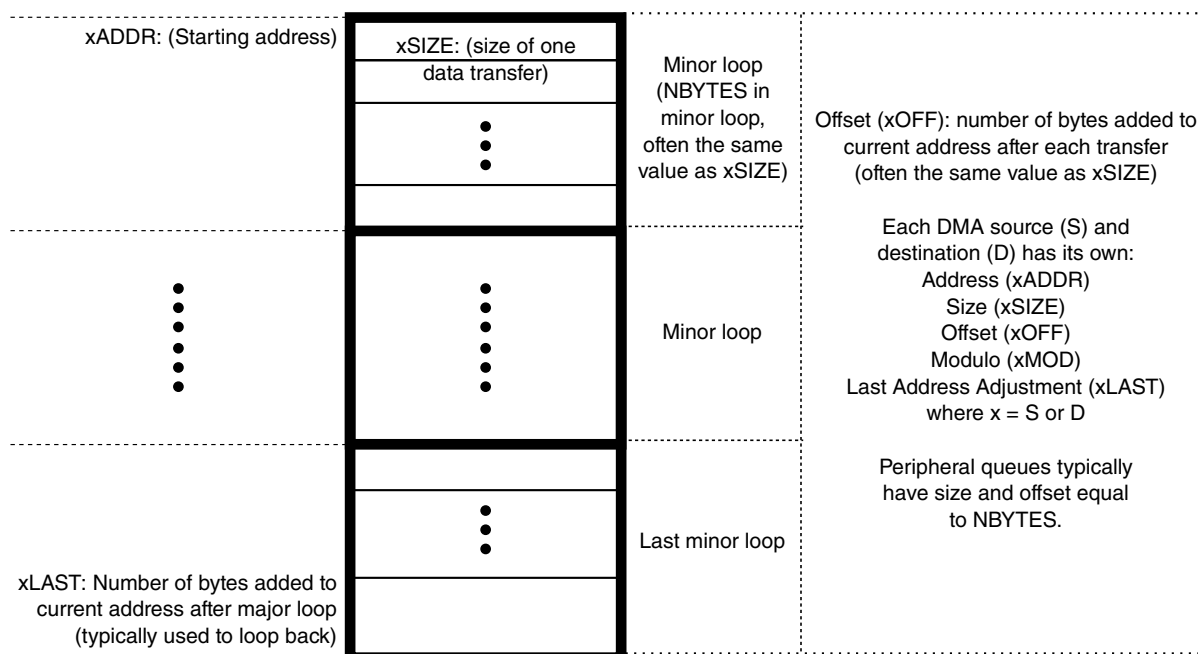 xADDR: (Starting address)
xSIZE: (size of one
data transfer)
Minor loop
(NBYTES in
minor loop,
often the same
value as xSIZE)
Offset (xOFF): number of bytes added to
current address after each transfer
(often the same value as xSIZE)
Each DMA source (S) and
destination (D) has its own:
Address (xADDR)
Size (xSIZE)
Offset (xOFF)
Modulo (xMOD)
Last Address Adjustment (xLAST)
where x = S or D
Peripheral queues typically
have size and offset equal
to NBYTES.
Minor loop
Last minor loop
xLAST: Number of bytes added to
current address after major loop
(typically used to loop back)